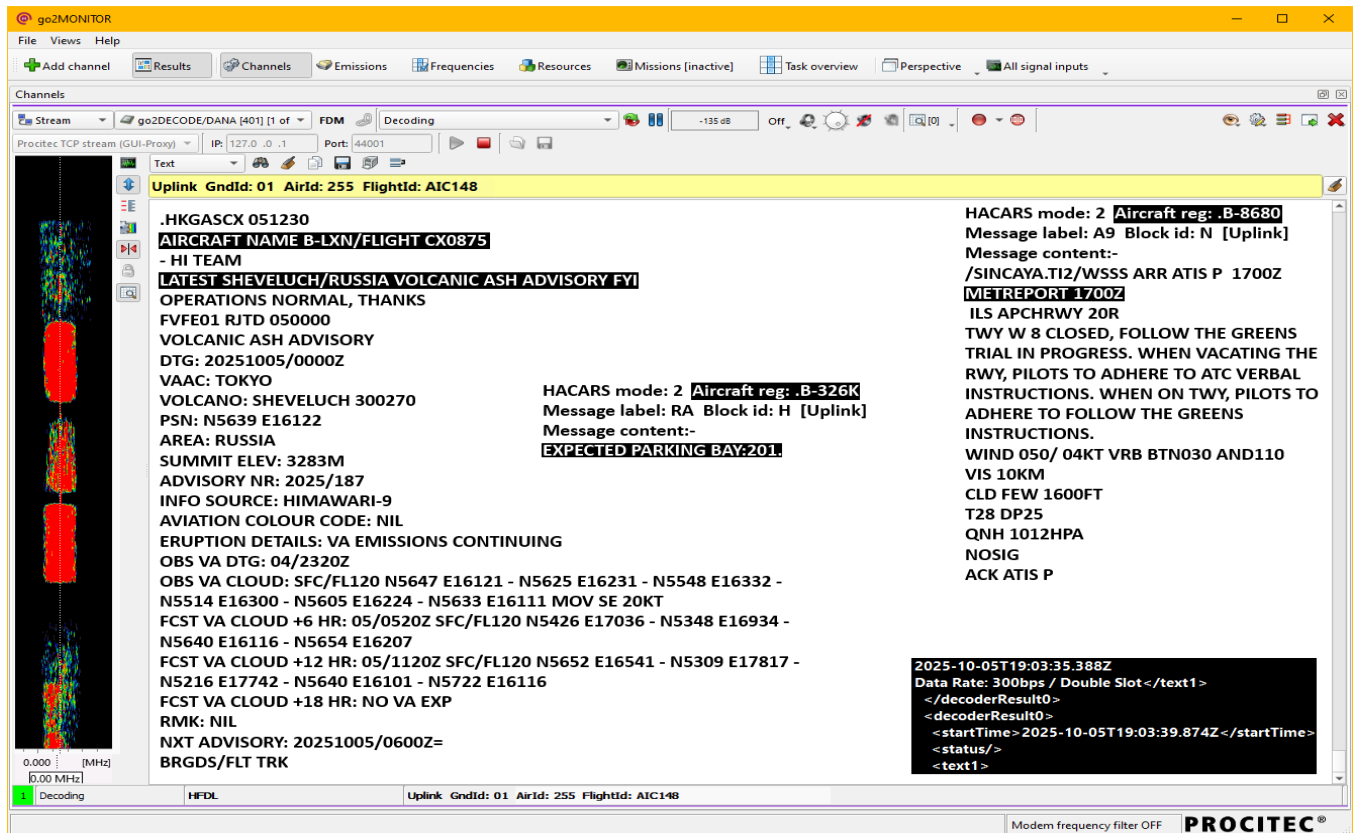 go2MONITOR
File Views Help
Add channel Results Channels Emissions Frequencies Resources Missions [inactive] Task overview Perspective All signal inputs
Channels
Stream go2DECODE/DANA [401] [1 of FDM Decoding -135 dB Off [0]
Procitec TCP stream (GUI-Proxy) IP: 127.0 .0 .1 Port: 44001
Text
Uplink GndId: 01 AirId: 255 FlightId: AIC148
.HKGASCX 051230
AIRCRAFT NAME B-LXN/FLIGHT CX0875
- HI TEAM
LATEST SHEVELUCH/RUSSIA VOLCANIC ASH ADVISORY FYI
OPERATIONS NORMAL, THANKS
FVFE01 RJTD 050000
VOLCANIC ASH ADVISORY
DTG: 20251005/0000Z
VAAC: TOKYO
VOLCANO: SHEVELUCH 300270
PSN: N5639 E16122
AREA: RUSSIA
SUMMIT ELEV: 3283M
ADVISORY NR: 2025/187
INFO SOURCE: HIMAWARI-9
AVIATION COLOUR CODE: NIL
ERUPTION DETAILS: VA EMISSIONS CONTINUING
OBS VA DTG: 04/2320Z
OBS VA CLOUD: SFC/FL120 N5647 E16121 - N5625 E16231 - N5548 E16332 -
N5514 E16300 - N5605 E16224 - N5633 E16111 MOV SE 20KT
FCST VA CLOUD +6 HR: 05/0520Z SFC/FL120 N5426 E17036 - N5348 E16934 -
N5640 E16116 - N5654 E16207
FCST VA CLOUD +12 HR: 05/1120Z SFC/FL120 N5652 E16541 - N5309 E17817 -
N5216 E17742 - N5640 E16101 - N5722 E16116
FCST VA CLOUD +18 HR: NO VA EXP
RMK: NIL
NXT ADVISORY: 20251005/0600Z=
BRGDS/FLT TRK
HACARS mode: 2 Aircraft reg: .B-326K
Message label: RA Block id: H [Uplink]
Message content:-
EXPECTED PARKING BAY:201.
HACARS mode: 2 Aircraft reg: .B-8680
Message label: A9 Block id: N [Uplink]
Message content:-
/SINCAYA.TI2/WSSS ARR ATIS P 1700Z
METREPORT 1700Z
ILS APCHRWY 20R
TWY W 8 CLOSED, FOLLOW THE GREENS
TRIAL IN PROGRESS. WHEN VACATING THE
RWY, PILOTS TO ADHERE TO ATC VERBAL
INSTRUCTIONS. WHEN ON TWY, PILOTS TO
ADHERE TO FOLLOW THE GREENS
INSTRUCTIONS.
WIND 050/ 04KT VRB BTN030 AND110
VIS 10KM
CLD FEW 1600FT
T28 DP25
QNH 1012HPA
NOSIG
ACK ATIS P
2025-10-05T19:03:35.388Z
Data Rate: 300bps / Double Slot</text1>
</decoderResult0>
<decoderResult0>
<startTime>2025-10-05T19:03:39.874Z</startTime>
<status/>
<text1>
0.000 [MHz]
0.00 MHz
1 Decoding HFDL Uplink GndId: 01 AirId: 255 FlightId: AIC148
Modem frequency filter OFF PROCITEC®